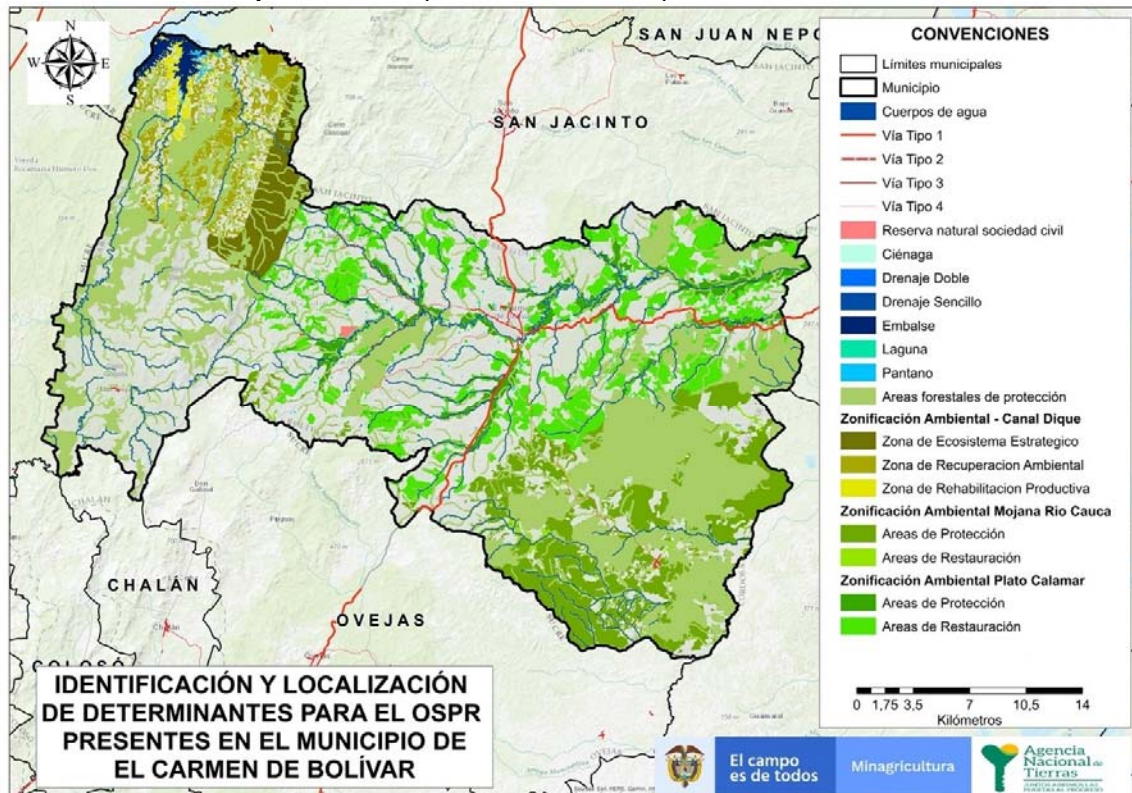 N
W
E
S
SAN JUAN NEPO
SAN JACINTO
CHALÁN
OVEJAS
COLOSÓ
IDENTIFICACIÓN Y LOCALIZACIÓN
DE DETERMINANTES PARA EL OSPR
PRESENTES EN EL MUNICIPIO DE
EL CARMEN DE BOLÍVAR
CONVENCIONES
Límites municipales
Municipio
Cuerpos de agua
Vía Tipo 1
Vía Tipo 2
Vía Tipo 3
Vía Tipo 4
Reserva natural sociedad civil
Ciénaga
Drenaje Doble
Drenaje Sencillo
Embalse
Laguna
Pantano
Areas forestales de protección
Zonificación Ambiental - Canal Dique
Zona de Ecosistema Estrategico
Zona de Recuperacion Ambiental
Zona de Rehabilitacion Productiva
Zonificación Ambiental Mojana Rio Cauca
Areas de Protección
Areas de Restauración
Zonificación Ambiental Plato Calamar
Areas de Protección
Areas de Restauración
0 1,75 3,5 7 10,5 14
Kilómetros
El campo
es de todos
Minagricultura
Agencia
Nacional de
Tierras